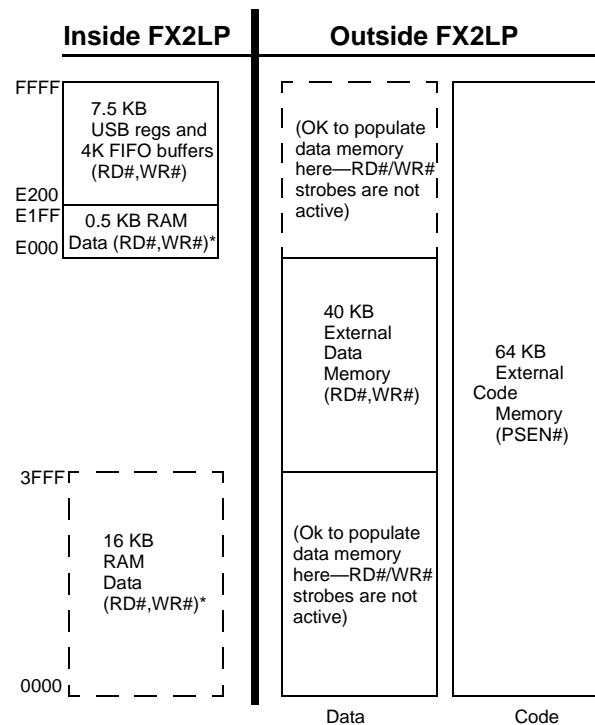 Inside FX2LP
Outside FX2LP
FFFF
7.5 KB
USB regs and
4K FIFO buffers
(RD#,WR#)
E200
E1FF
0.5 KB RAM
Data (RD#,WR#)*
E000
(OK to populate
data memory
here—RD#/WR#
strobes are not
active)
40 KB
External
Data
Memory
(RD#,WR#)
64 KB
External
Code
Memory
(PSEN#)
3FFF
16 KB
RAM
Data
(RD#,WR#)*
(Ok to populate
data memory
here—RD#/WR#
strobes are not
active)
0000
Data
Code